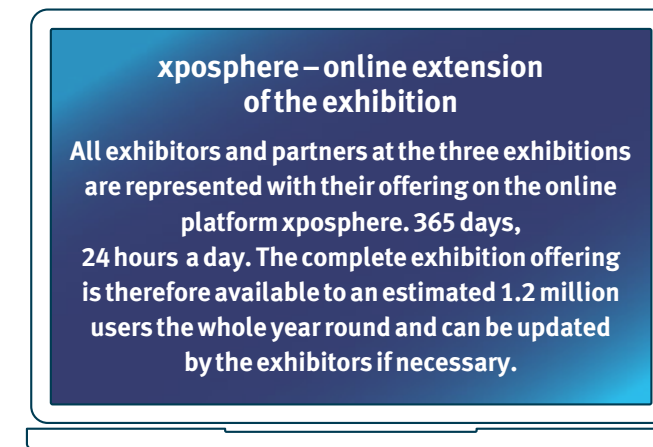 xposphere – online extension
of the exhibition
All exhibitors and partners at the three exhibitions
are represented with their offering on the online
platform xposphere. 365 days,
24 hours a day. The complete exhibition offering
is therefore available to an estimated 1.2 million
users the whole year round and can be updated
by the exhibitors if necessary.